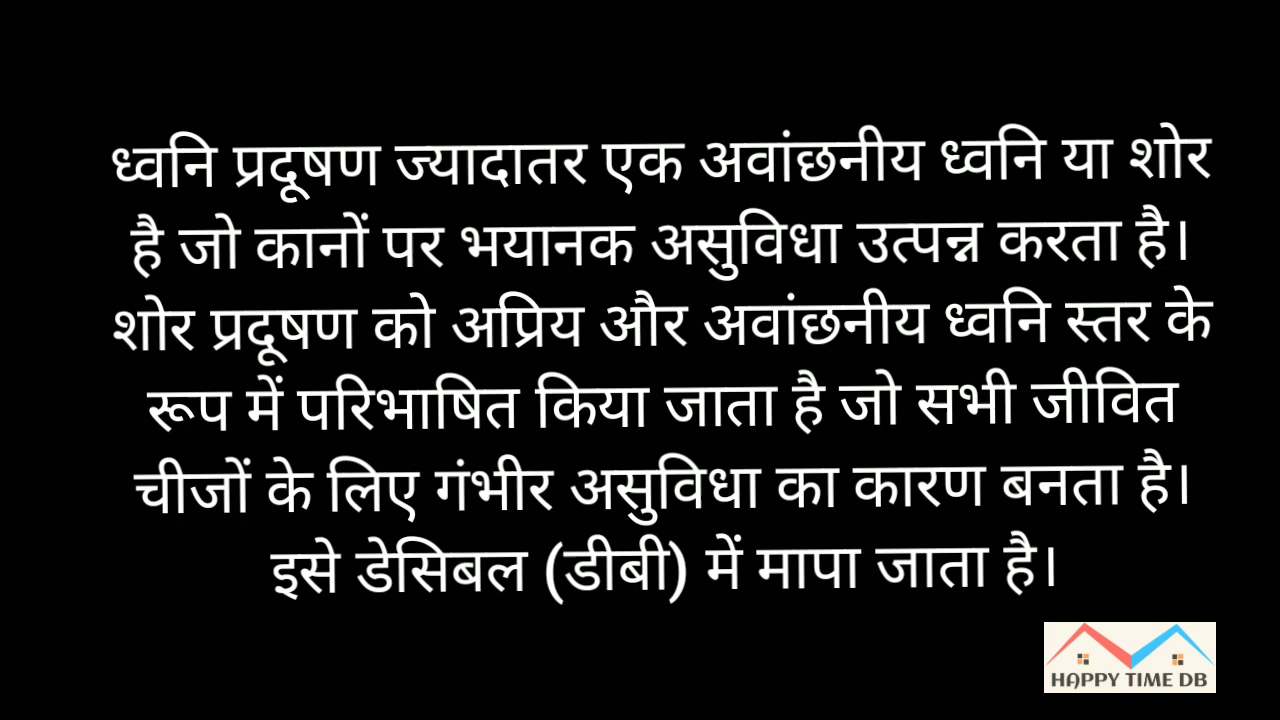 ध्वनि प्रदूषण ज्यादातर एक अवांछनीय ध्वनि या शोर
है जो कानों पर भयानक असुविधा उत्पन्न करता है।
शोर प्रदूषण को अप्रिय और अवांछनीय ध्वनि स्तर के
रूप में परिभाषित किया जाता है जो सभी जीवित
चीजों के लिए गंभीर असुविधा का कारण बनता है।
इसे डेसिबल (डीबी) में मापा जाता है।
HAPPY TIME DB